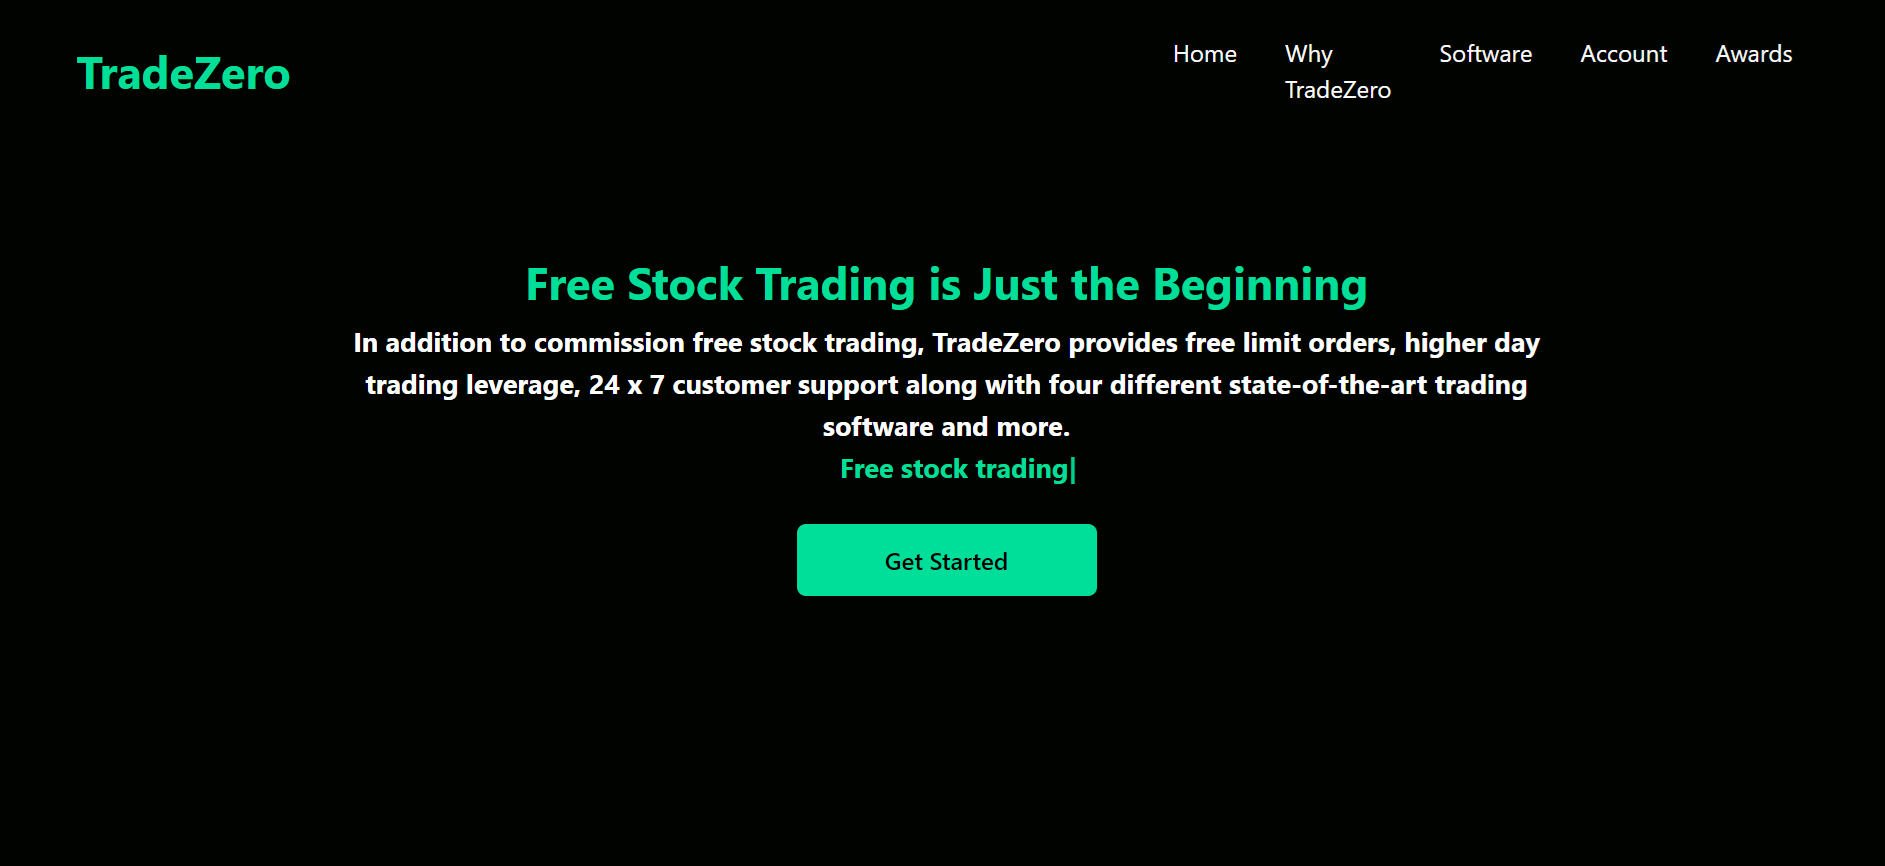 TradeZero
Home
Why
TradeZero
Software
Account
Awards
Free Stock Trading is Just the Beginning
In addition to commission free stock trading, TradeZero provides free limit orders, higher day
trading leverage, 24 x 7 customer support along with four different state-of-the-art trading
software and more.
Free stock trading|
Get Started